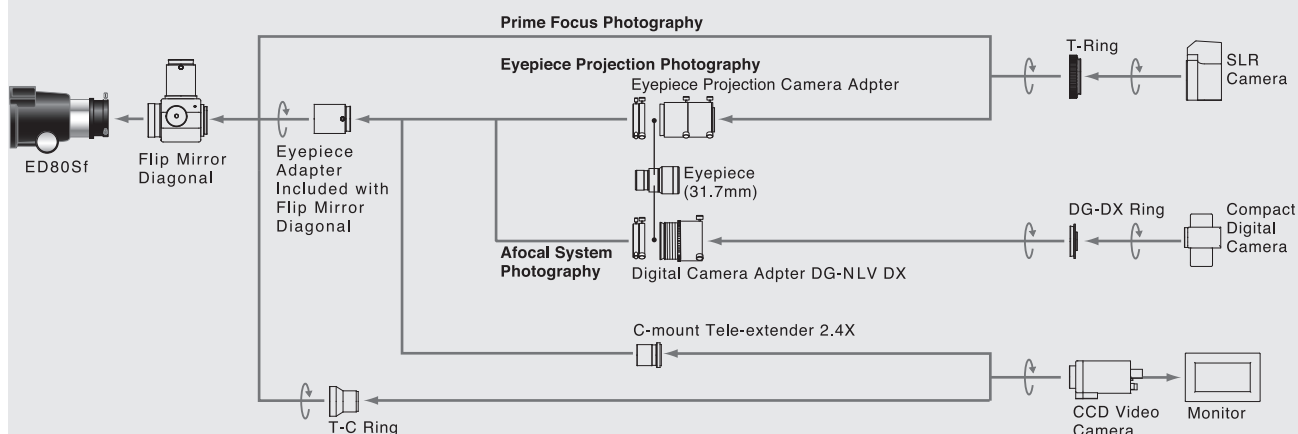 Prime Focus Photography
T-Ring
SLR
Camera
Eyepiece Projection Photography
Eyepiece Projection Camera Adpter
ED80Sf
Flip Mirror
Diagonal
Eyepiece
Adapter
Included with
Flip Mirror
Diagonal
Eyepiece
(31.7mm)
DG-DX Ring
Compact
Digital
Camera
Afocal System
Photography
Digital Camera Adpter DG-NLV DX
C-mount Tele-extender 2.4X
T-C Ring
CCD Video
Camera
Monitor